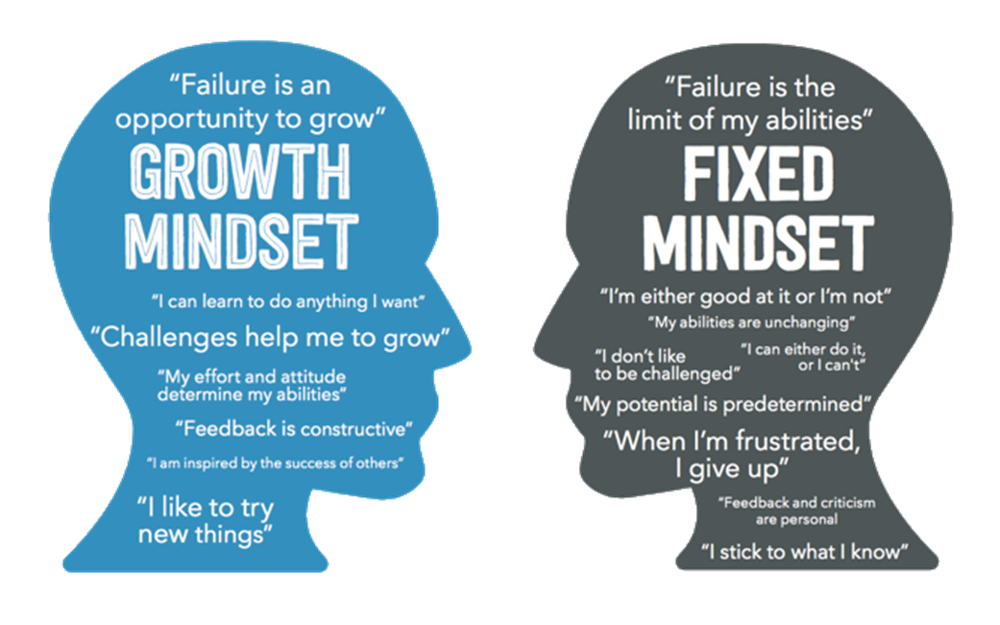 “Failure is an
opportunity to grow”
GROWTH
MINDSET
“I can learn to do anything I want”
“Challenges help me to grow”
“My effort and attitude
determine my abilities”
“Feedback is constructive”
“I am inspired by the success of others”
“I like to try
new things”
“Failure is the
limit of my abilities”
FIXED
MINDSET
“I’m either good at it or I’m not”
“My abilities are unchanging”
“I don’t like
to be challenged”
“I can either do it,
or I can't”
“My potential is predetermined”
“When I’m frustrated,
I give up”
“Feedback and criticism
are personal
“I stick to what I know”